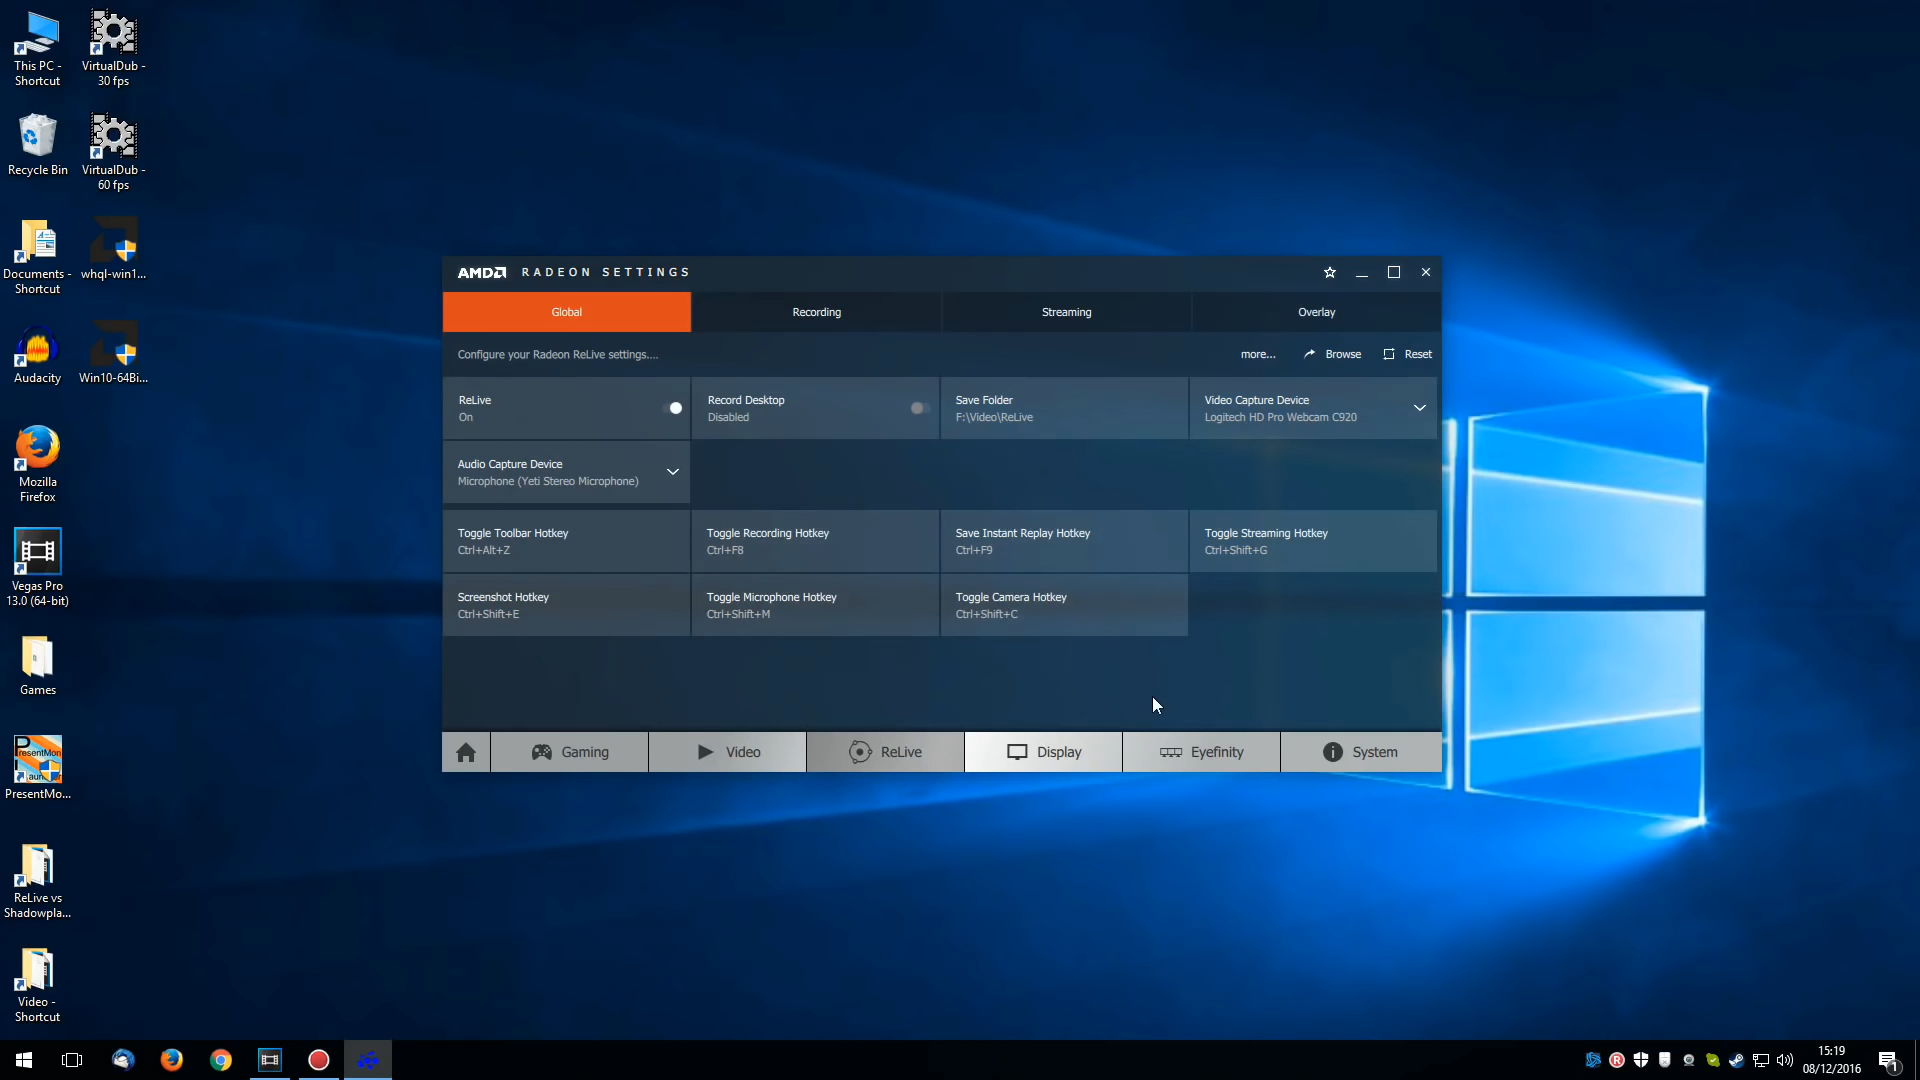 This PC -
Shortcut
VirtualDub -
30 fps
Recycle Bin
VirtualDub -
60 fps
Documents -
Shortcut
whql-win1...
Audacity
Win10-64Bi...
Mozilla
Firefox
Vegas Pro
13.0 (64-bit)
Games
PresentMon
PresentMo...
ReLive vs
Shadowpla...
Video -
Shortcut
AMD RADEON SETTINGS
Global
Recording
Streaming
Overlay
Configure your Radeon ReLive settings....
more...
Browse
Reset
ReLive
On
Record Desktop
Disabled
Save Folder
F:\Video\ReLive
Video Capture Device
Logitech HD Pro Webcam C920
Audio Capture Device
Microphone (Yeti Stereo Microphone)
Toggle Toolbar Hotkey
Ctrl+Alt+Z
Toggle Recording Hotkey
Ctrl+F8
Save Instant Replay Hotkey
Ctrl+F9
Toggle Streaming Hotkey
Ctrl+Shift+G
Screenshot Hotkey
Ctrl+Shift+E
Toggle Microphone Hotkey
Ctrl+Shift+M
Toggle Camera Hotkey
Ctrl+Shift+C
Gaming
Video
ReLive
Display
Eyefinity
System
15:19
08/12/2016
1